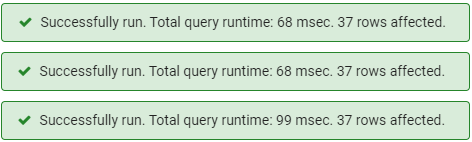 Successfully run. Total query runtime: 68 msec. 37 rows affected.
Successfully run. Total query runtime: 68 msec. 37 rows affected.
Successfully run. Total query runtime: 99 msec. 37 rows affected.